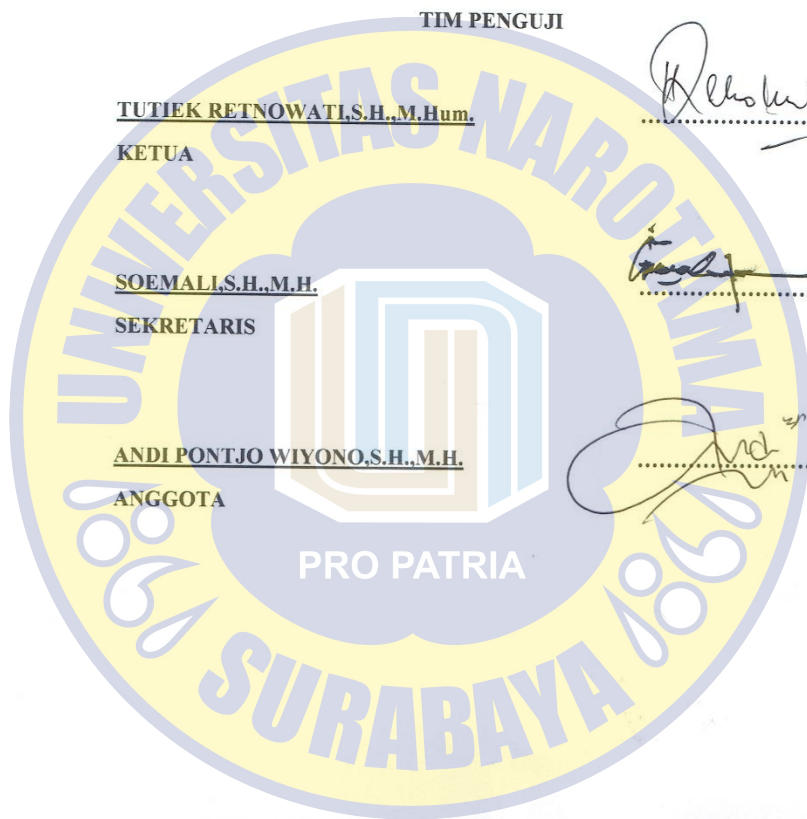 TIM PENGUJI
TUTIEK RETNOWATI,S.H.,M.Hum.
KETUA
SOEMALI,S.H.,M.H.
SEKRETARIS
ANDI PONTJO WIYONO,S.H.,M.H.
ANGGOTA
UNIVERSITAS NAROTAMA
PRO PATRIA
SURABAYA